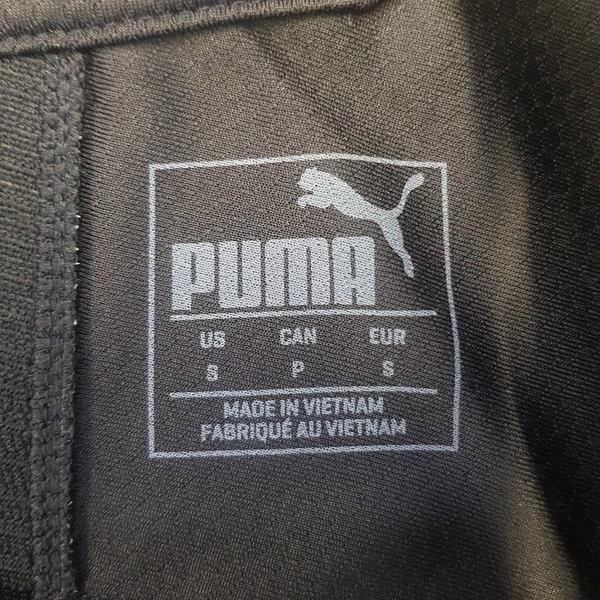 PUMA
US CAN EUR
S P S
MADE IN VIETNAM
FABRIQUÉ AU VIETNAM